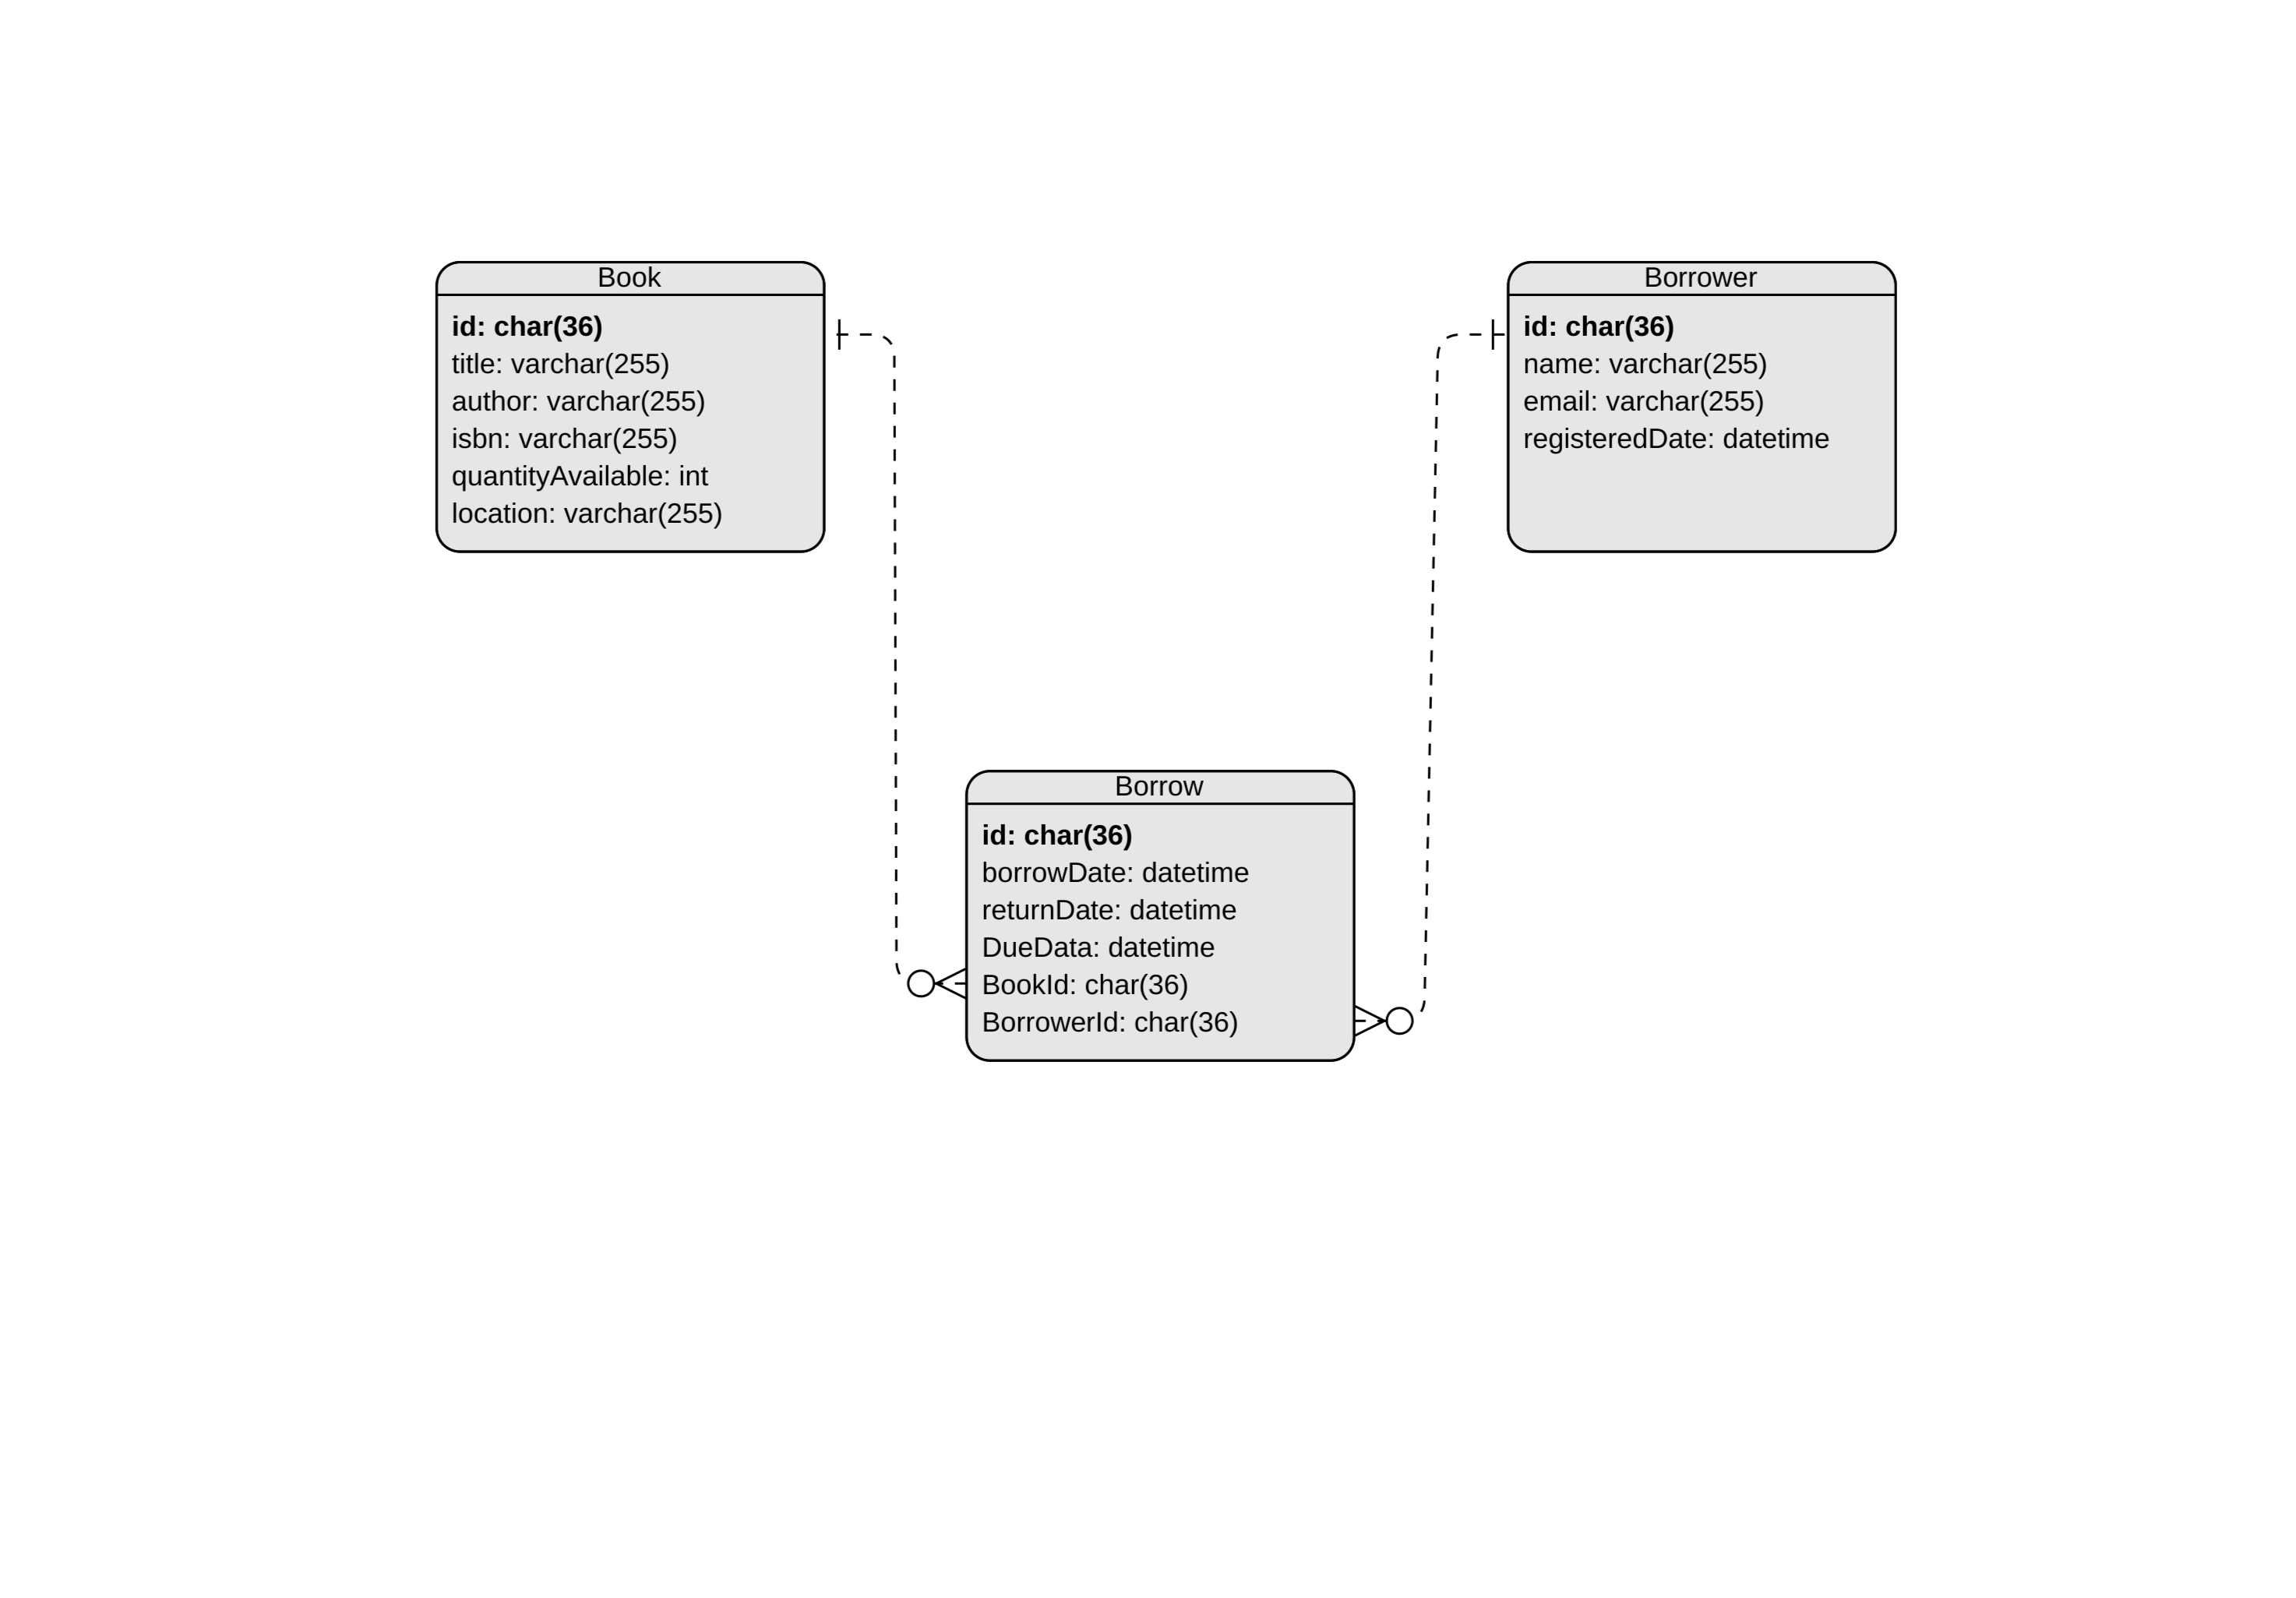 Book
id: char(36)
title: varchar(255)
author: varchar(255)
isbn: varchar(255)
quantityAvailable: int
location: varchar(255)
Borrower
id: char(36)
name: varchar(255)
email: varchar(255)
registeredDate: datetime
Borrow
id: char(36)
borrowDate: datetime
returnDate: datetime
DueData: datetime
BookId: char(36)
BorrowerId: char(36)